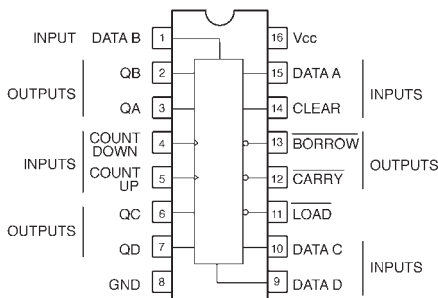 INPUT DATA B 1 16 Vcc
QB 2 15 DATA A
OUTPUTS INPUTS
QA 3 14 CLEAR
COUNT DOWN 4 13 BORROW
INPUTS OUTPUTS
COUNT UP 5 12 CARRY
QC 6 11 LOAD
OUTPUTS
QD 7 10 DATA C
INPUTS
GND 8 9 DATA D